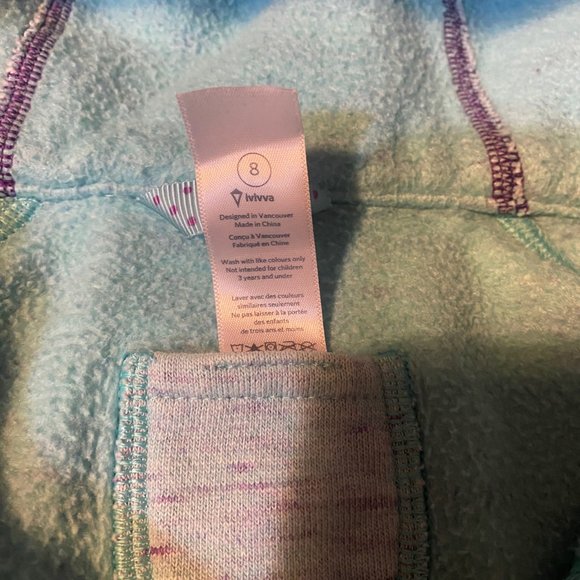 8
ivivva
Designed in Vancouver
Made in China
Conçu à Vancouver
Fabriqué en Chine
Wash with like colours only
Not intended for children
3 years and under
Laver avec des couleurs
similaires seulement
Ne pas laisser à la portée
des enfants
de trois ans et moins